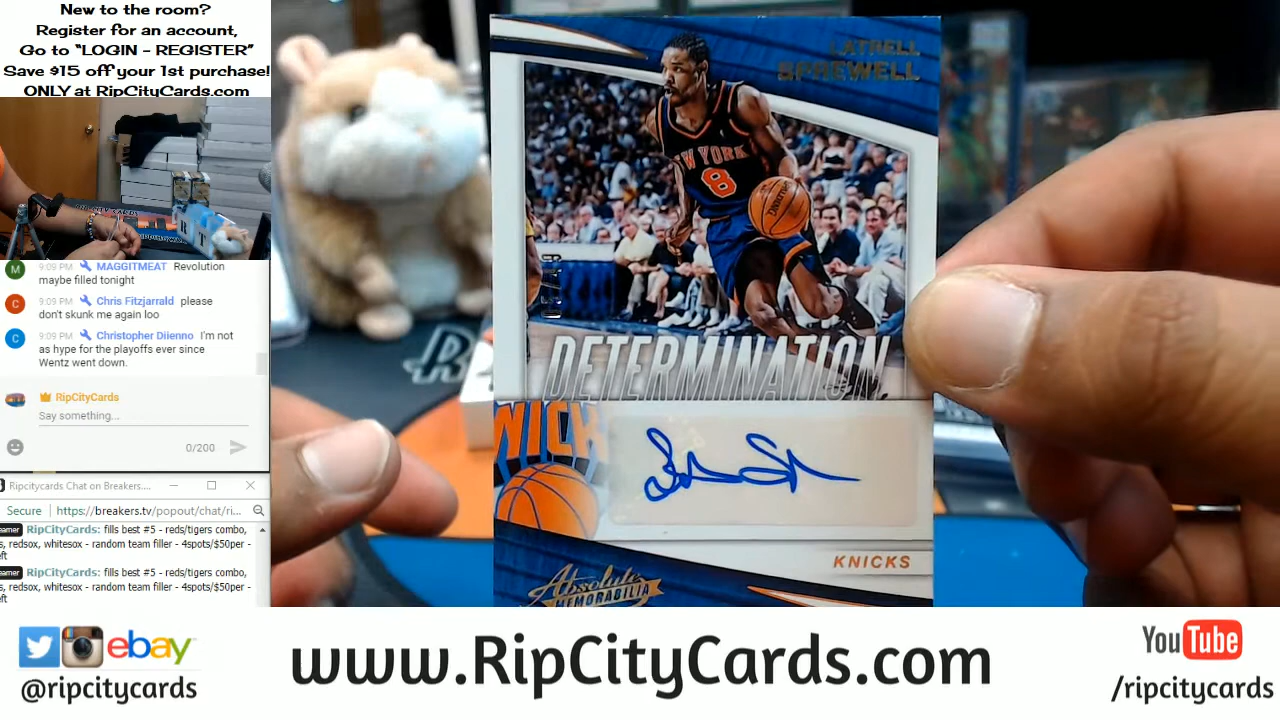 New to the room?
Register for an account,
Go to "LOGIN - REGISTER"
Save $15 off your 1st purchase!
ONLY at RipCityCards.com
M 9:09 PM MAGGITMEAT Revolution
maybe filled tonight
C 9:09 PM Chris Fitzjarrald please
don't skunk me again loo
C 9:09 PM Christopher Diienno I'm not
as hype for the playoffs ever since
Wentz went down.
RipCityCards
Say something...
0/200
Ripcitycards Chat on Breakers....
Secure https://breakers.tv/popout/chat/ri...
RipCityCards: fills best #5 - reds/tigers combo,
s, redsox, whitesox - random team filler - 4spots/$50per -
eft
RipCityCards: fills best #5 - reds/tigers combo,
s, redsox, whitesox - random team filler - 4spots/$50per -
eft
LATRELL
SPREWELL
NEW YORK
8
SPALDING
DETERMINATION
KNICKS
Absolute
MEMORABILIA
ebay
@ripcitycards
www.RipCityCards.com
YouTube
/ripcitycards